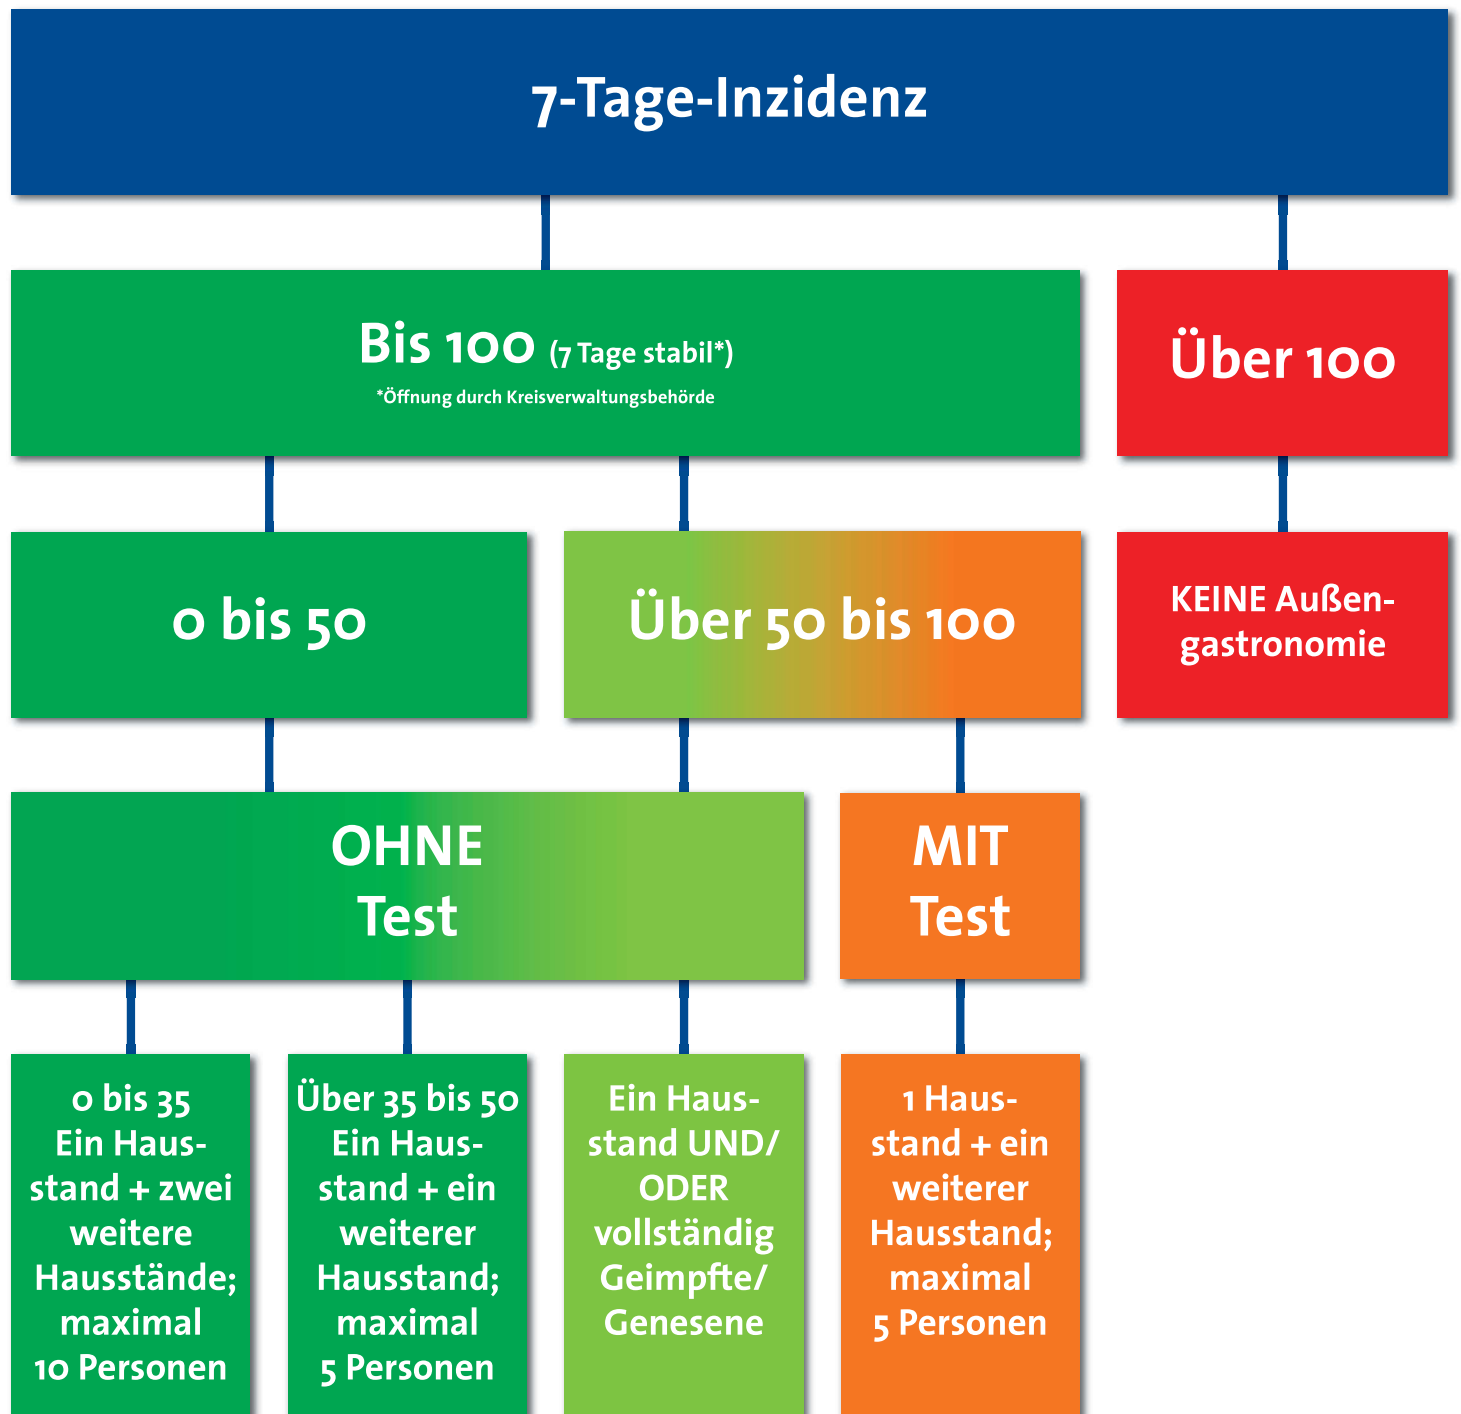 7-Tage-Inzidenz
Bis 100 (7 Tage stabil*)
*Öffnung durch Kreisverwaltungsbehörde
Über 100
0 bis 50
Über 50 bis 100
KEINE Außen-
gastronomie
OHNE
Test
MIT
Test
0 bis 35
Ein Haus-
stand + zwei
weitere
Hausstände;
maximal
10 Personen
Über 35 bis 50
Ein Haus-
stand + ein
weiterer
Hausstand;
maximal
5 Personen
Ein Haus-
stand UND/
ODER
vollständig
Geimpfte/
Genesene
1 Haus-
stand + ein
weiterer
Hausstand;
maximal
5 Personen